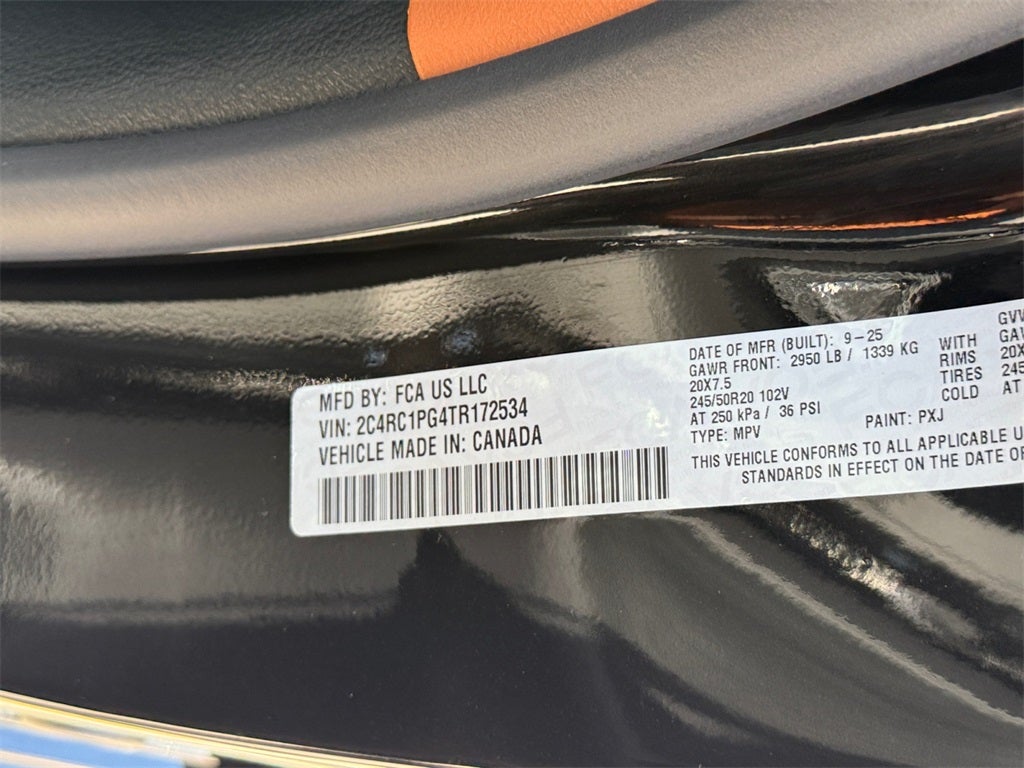 MFD BY: FCA US LLC
VIN: 2C4RC1PG4TR172534
VEHICLE MADE IN: CANADA
DATE OF MFR (BUILT): 9-25
GAWR FRONT: 2950 LB / 1339 KG WITH
20X7.5 RIMS
245/50R20 102V TIRES
AT 250 kPa / 36 PSI COLD
TYPE: MPV PAINT: PXJ
THIS VEHICLE CONFORMS TO ALL APPLICABLE
STANDARDS IN EFFECT ON THE DATE
AT